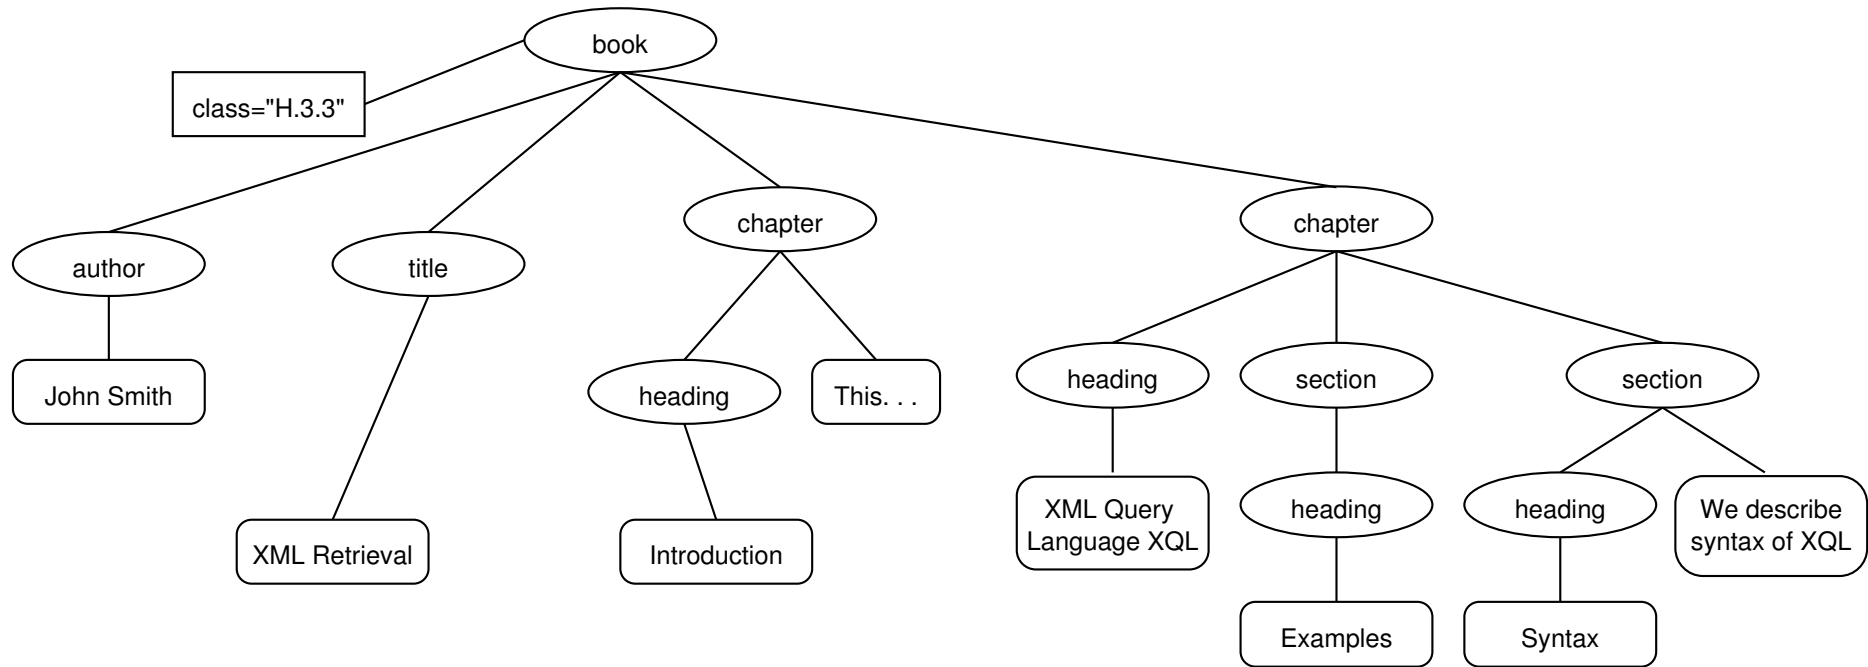 book
class="H.3.3"
chapter
chapter
author
title
heading
section
section
John Smith
heading
This. . .
XML Query
Language XQL
heading
heading
We describe
syntax of XQL
XML Retrieval
Introduction
Examples
Syntax